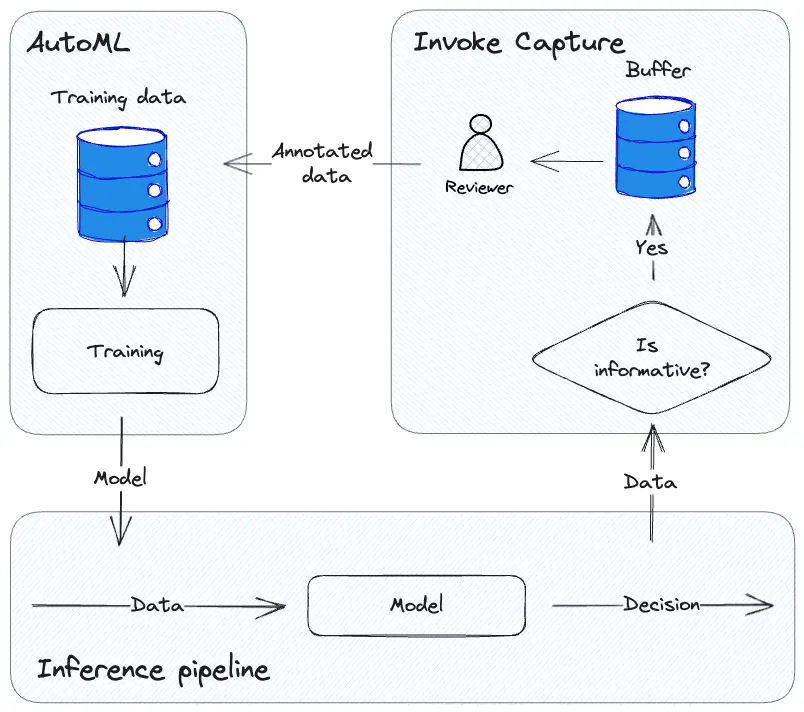 AutoML
Training data
Training
Invoke Capture
Buffer
Reviewer
Annotated
data
Yes
Is
informative?
Model
Data
Data
Model
Decision
Inference pipeline